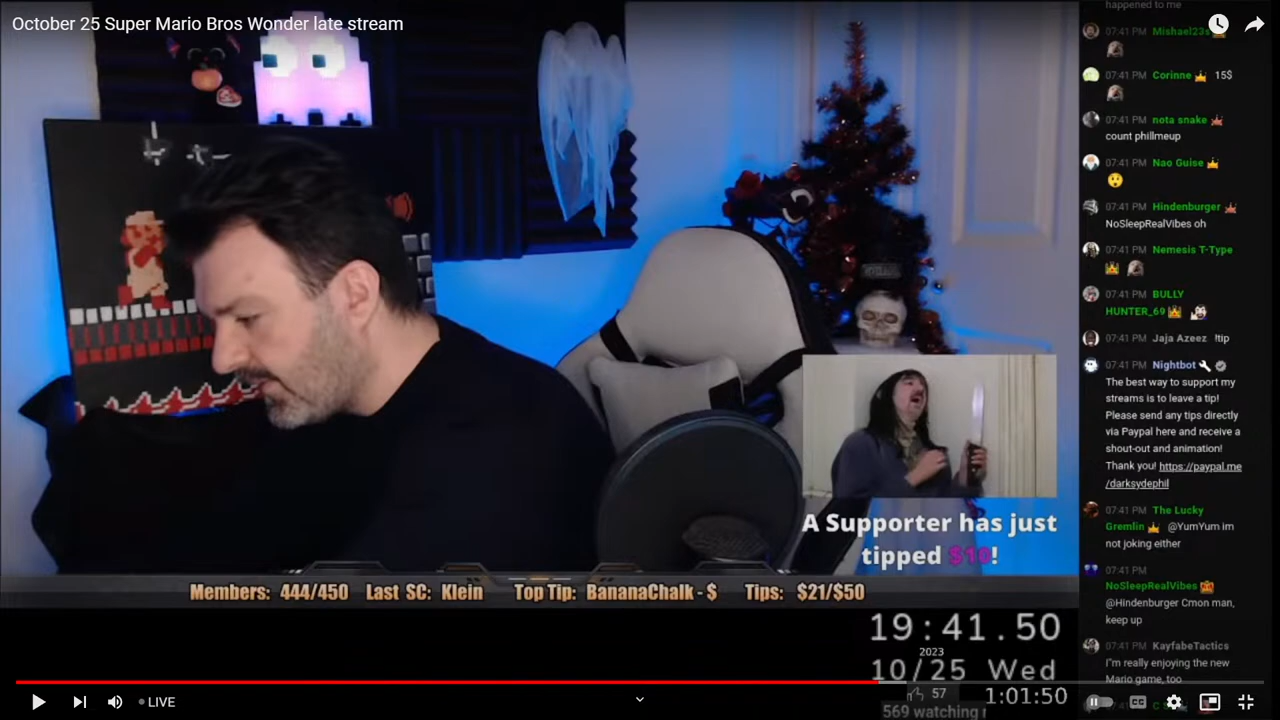 October 25 Super Mario Bros Wonder late stream
A Supporter has just
tipped $10!
Members: 444/450 Last SC: Klein Top Tip: BananaChalk - $ Tips: $21/$50
19:41.50
2023
10/25 Wed
57
1:01:50
569 watching
LIVE
happened to me
07:41 PM Mishael23s
07:41 PM Corinne 15$
07:41 PM nota snake
count phillmeup
07:41 PM Nao Guise
07:41 PM Hindenburger
NoSleepRealVibes oh
07:41 PM Nemesis T-Type
07:41 PM BULLY
HUNTER_69
07:41 PM Jaja Azeez !tip
07:41 PM Nightbot
The best way to support my
streams is to leave a tip!
Please send any tips directly
via Paypal here and receive a
shout-out and animation!
Thank you! https://paypal.me
/darksydephil
07:41 PM The Lucky
Gremlin @YumYum im
not joking either
07:41 PM
NoSleepRealVibes
@Hindenburger Cmon man,
keep up
07:41 PM KayfabeTactics
I"m really enjoying the new
Mario game, too